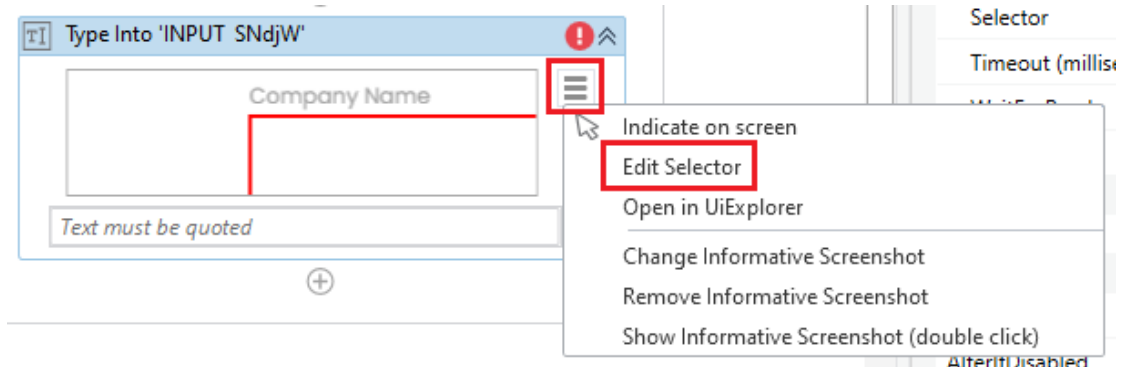 Type Into 'INPUT SNdjW'
Company Name
Text must be quoted
Indicate on screen
Edit Selector
Open in UiExplorer
Change Informative Screenshot
Remove Informative Screenshot
Show Informative Screenshot (double click)
Selector
Timeout (millise
AlterIfDisabled